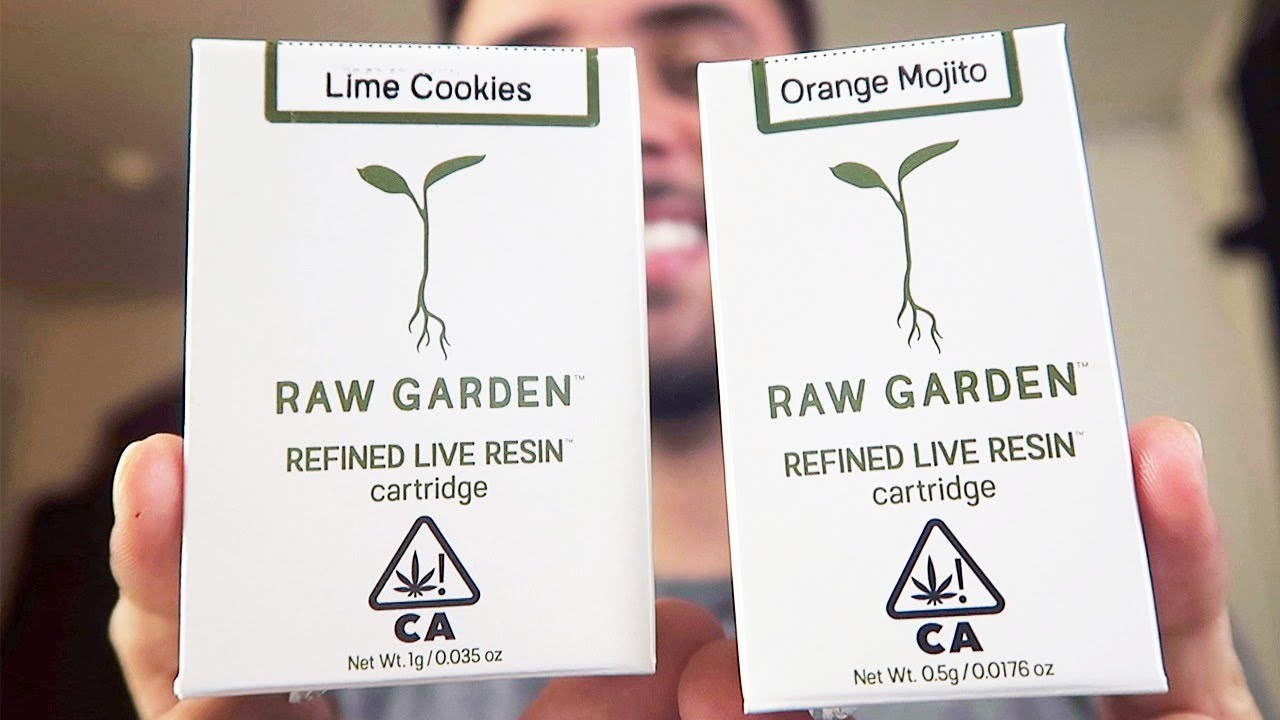 Lime Cookies
RAW GARDEN™
REFINED LIVE RESIN™
cartridge
CA
Net Wt. 1g / 0.035 oz
Orange Mojito
RAW GARDEN™
REFINED LIVE RESIN™
cartridge
CA
Net Wt. 0.5g / 0.0176 oz